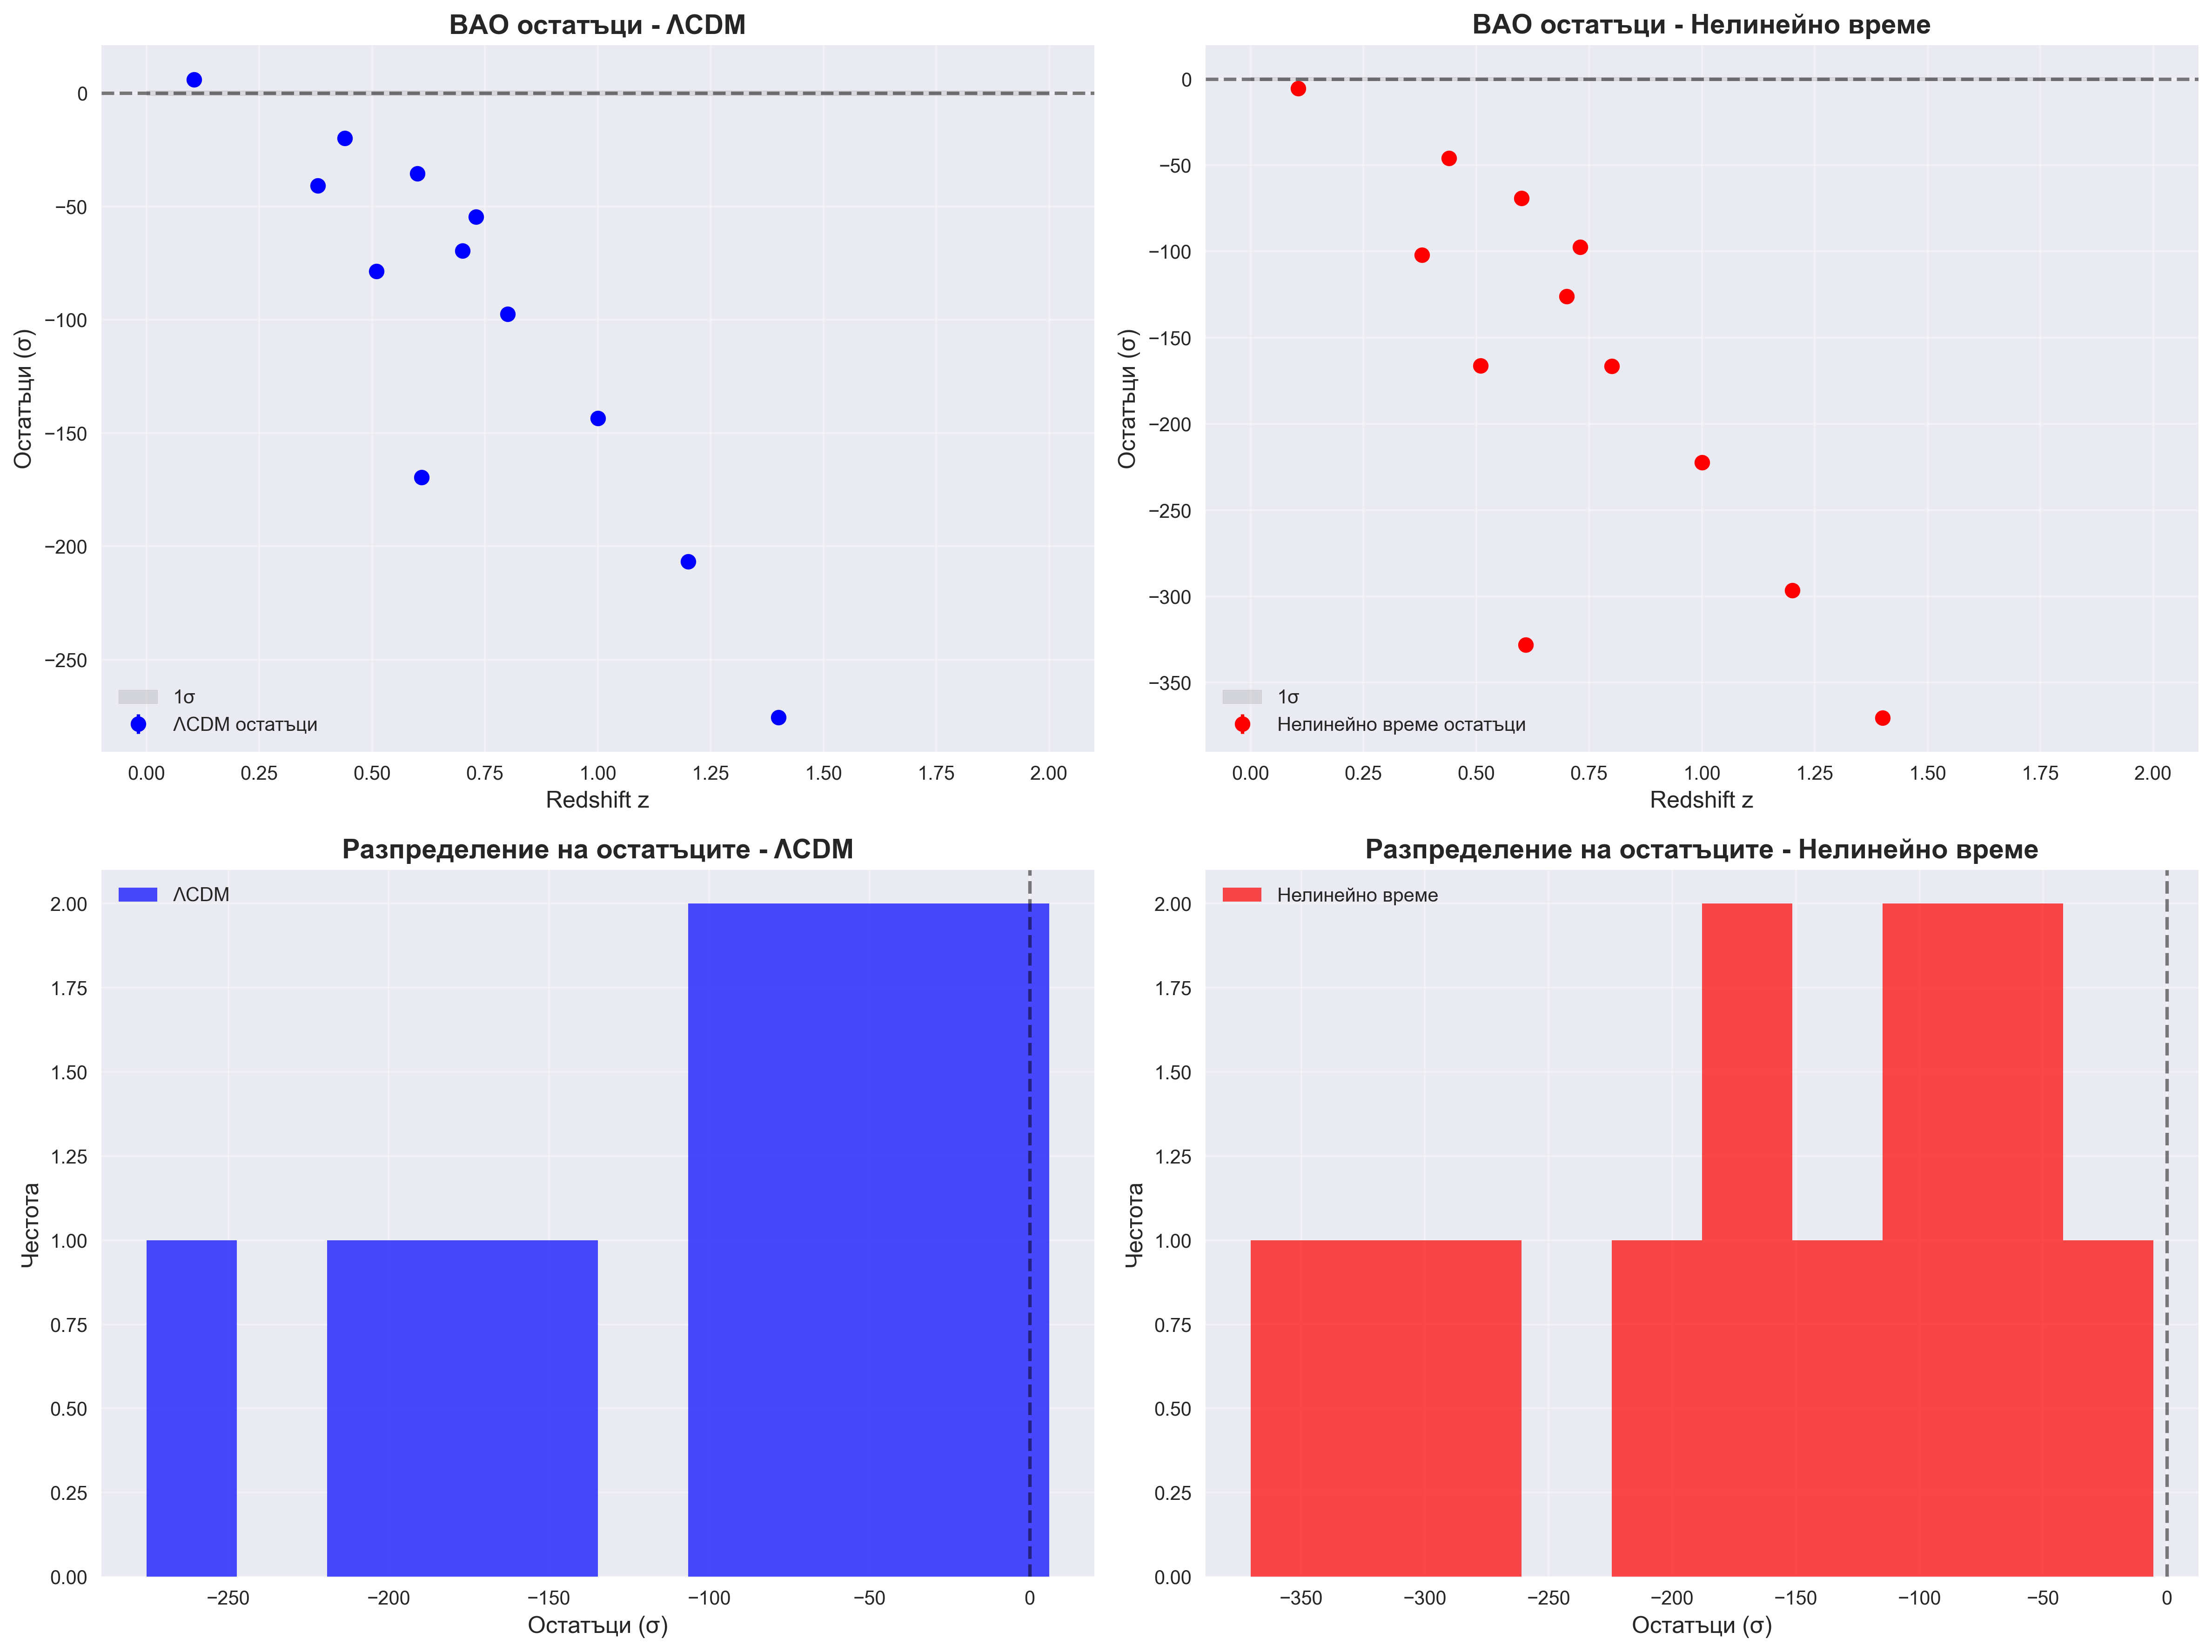 BAO остатъци - ΛCDM
0
−50
−100
−150
−200
−250
Остатъци (σ)
1σ
ΛCDM остатъци
0.00 0.25 0.50 0.75 1.00 1.25 1.50 1.75 2.00
Redshift z
BAO остатъци - Нелинейно време
0
−50
−100
−150
−200
−250
−300
−350
Остатъци (σ)
1σ
Нелинейно време остатъци
0.00 0.25 0.50 0.75 1.00 1.25 1.50 1.75 2.00
Redshift z
Разпределение на остатъците - ΛCDM
ΛCDM
2.00
1.75
1.50
1.25
1.00
0.75
0.50
0.25
0.00
Честота
−250 −200 −150 −100 −50 0
Остатъци (σ)
Разпределение на остатъците - Нелинейно време
Нелинейно време
2.00
1.75
1.50
1.25
1.00
0.75
0.50
0.25
0.00
Честота
−350 −300 −250 −200 −150 −100 −50 0
Остатъци (σ)